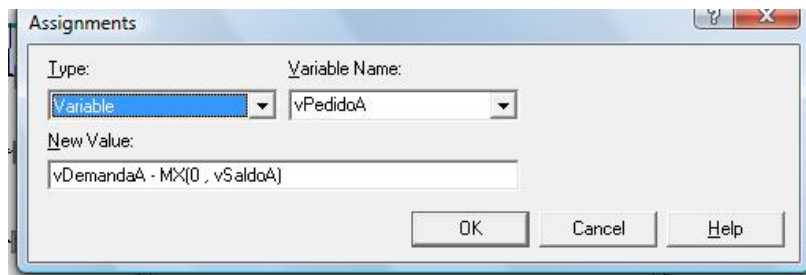 Assignments
Type:
Variable Name:
Variable
vPedidoA
New Value:
vDemandaA - MX(0 , vSaldoA)
OK
Cancel
Help